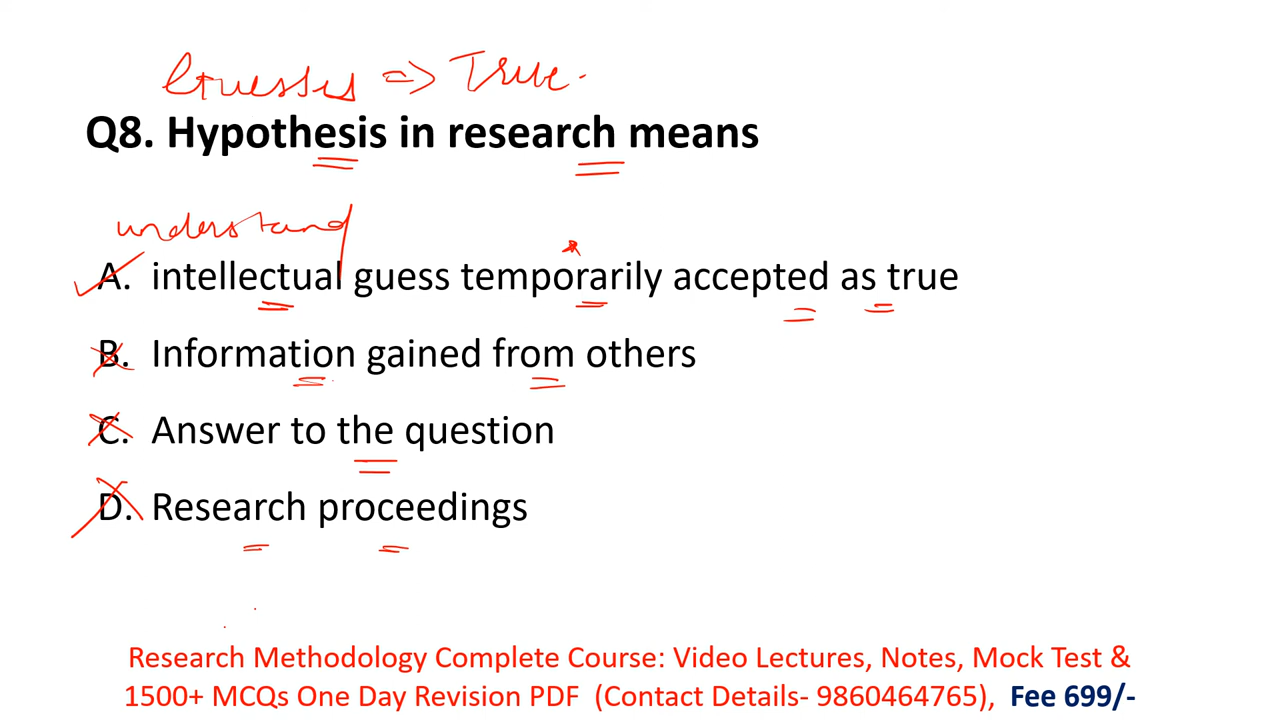 Guesses => True.
Q8. Hypothesis in research means
understand
A. intellectual guess temporarily accepted as true
B. Information gained from others
C. Answer to the question
D. Research proceedings
Research Methodology Complete Course: Video Lectures, Notes, Mock Test &
1500+ MCQs One Day Revision PDF (Contact Details- 9860464765), Fee 699/-